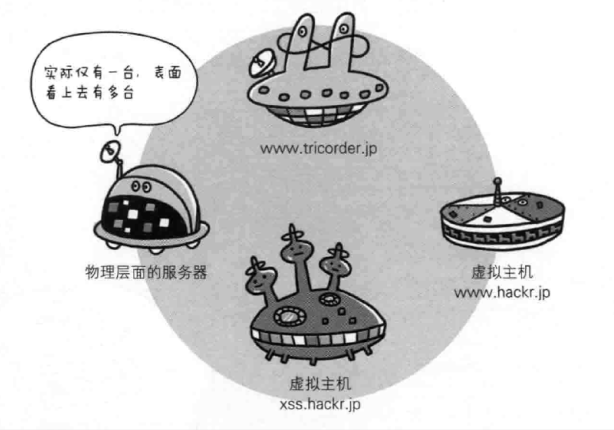 实际仅有一台，表面
看上去有多台
www.tricorder.jp
物理层面的服务器
虚拟主机
www.hackr.jp
虚拟主机
xss.hackr.jp